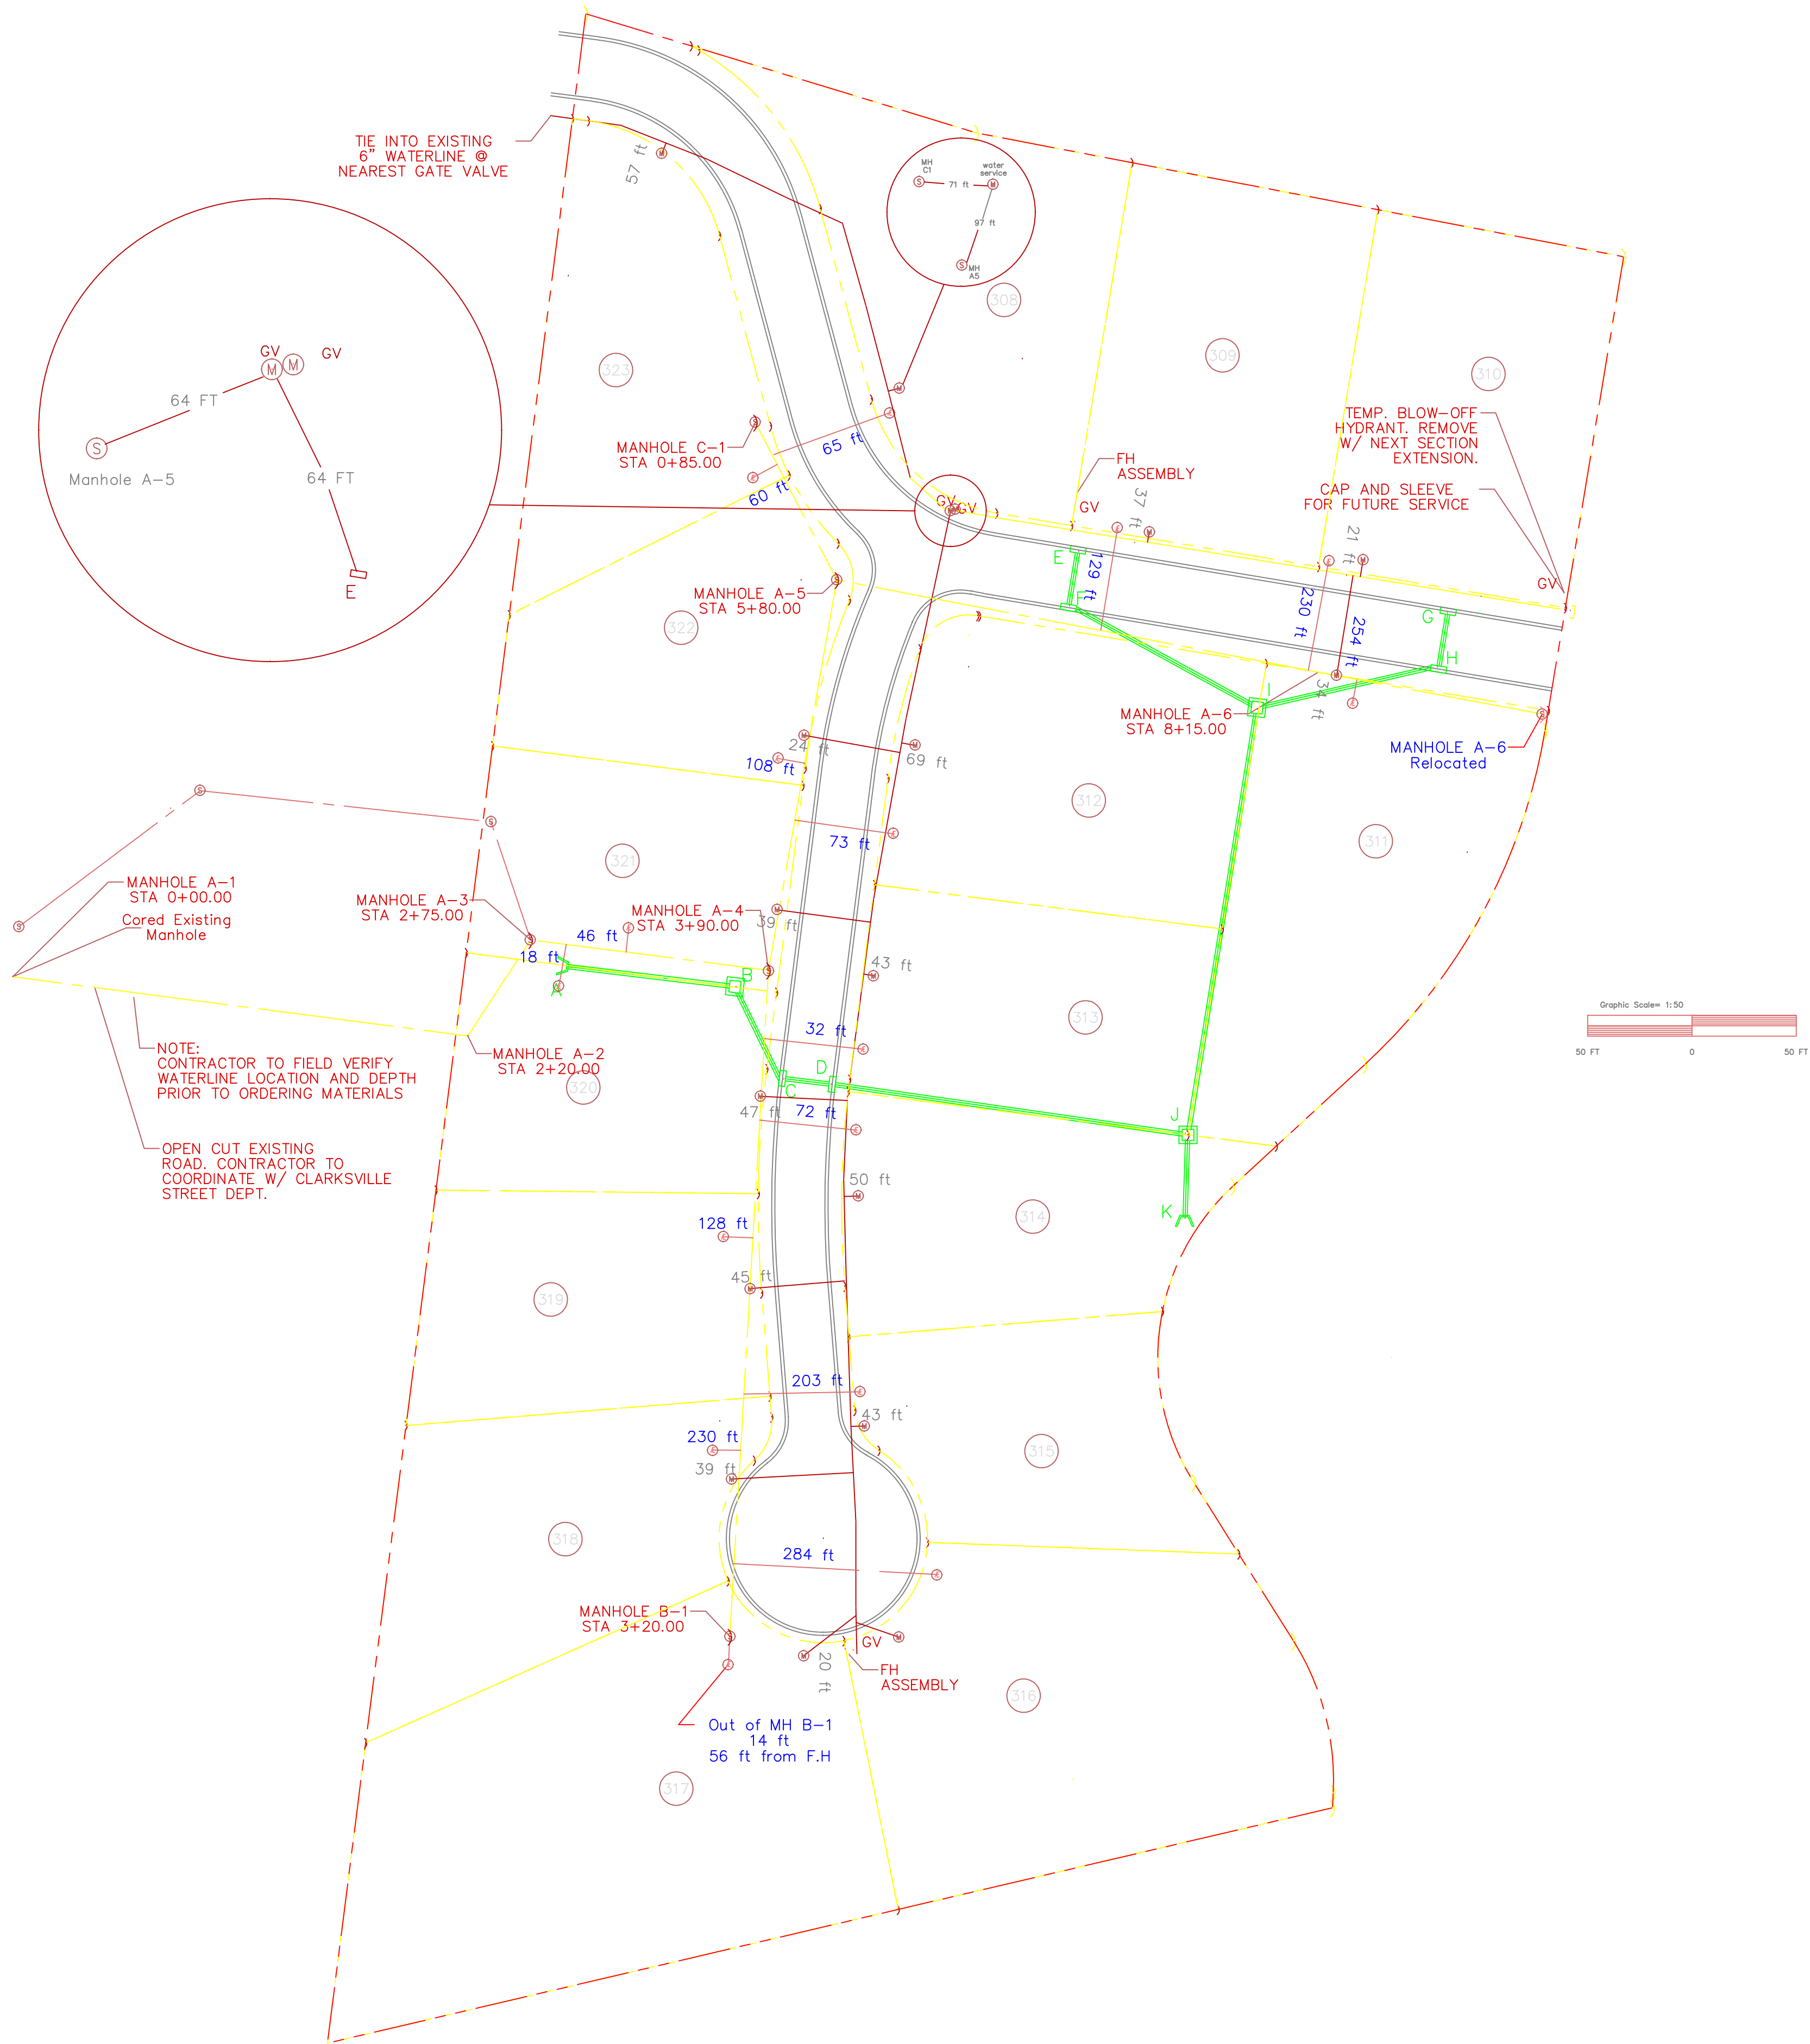 TIE INTO EXISTING
6" WATERLINE @
NEAREST GATE VALVE
57 ft
MH
C1
water
service
S
71 ft
M
97 ft
S
MH
A5
308
309
310
323
GV
GV
M
M
64 FT
S
Manhole A-5
64 FT
E
MANHOLE C-1
STA 0+85.00
65 ft
60 ft
TEMP. BLOW-OFF
HYDRANT. REMOVE
W/ NEXT SECTION
EXTENSION.
CAP AND SLEEVE
FOR FUTURE SERVICE
FH
ASSEMBLY
GV
GV
GV
37 ft
21 ft
GV
E
129 ft
F
230 ft
254 ft
G
H
I
34 ft
MANHOLE A-5
STA 5+80.00
322
MANHOLE A-6
STA 8+15.00
MANHOLE A-6
Relocated
24 ft
108 ft
69 ft
312
311
73 ft
321
MANHOLE A-1
STA 0+00.00
Cored Existing
Manhole
MANHOLE A-3
STA 2+75.00
MANHOLE A-4
STA 3+90.00
39 ft
46 ft
18 ft
A
B
43 ft
313
32 ft
Graphic Scale= 1:50
50 FT
0
50 FT
NOTE:
CONTRACTOR TO FIELD VERIFY
WATERLINE LOCATION AND DEPTH
PRIOR TO ORDERING MATERIALS
MANHOLE A-2
STA 2+20.00
320
C
D
47 ft
72 ft
J
OPEN CUT EXISTING
ROAD. CONTRACTOR TO
COORDINATE W/ CLARKSVILLE
STREET DEPT.
50 ft
K
314
128 ft
45 ft
319
203 ft
43 ft
230 ft
39 ft
315
318
284 ft
MANHOLE B-1
STA 3+20.00
GV
20 ft
FH
ASSEMBLY
316
Out of MH B-1
14 ft
56 ft from F.H
317